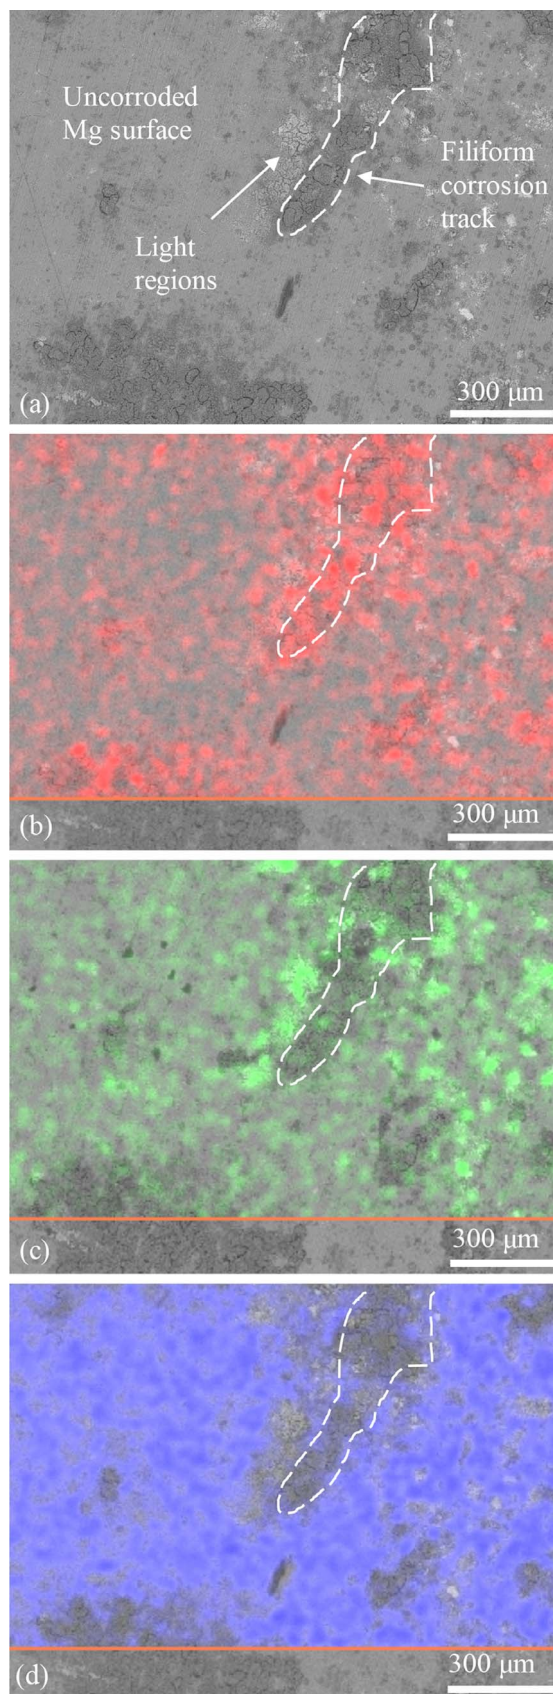 Uncorroded
Mg surface
Filiform
corrosion
track
Light
regions
(a)
300 μm
(b)
300 μm
(c)
300 μm
(d)
300 μm